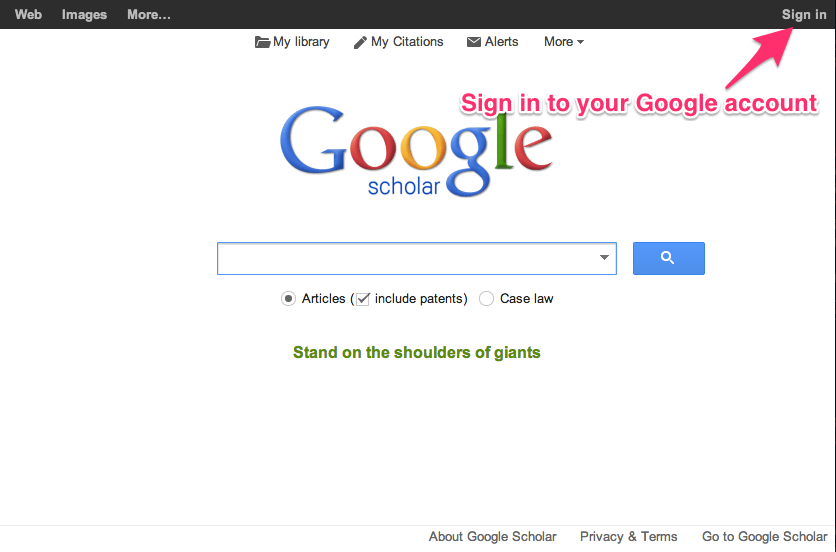 Web Images More... Sign in
My library My Citations Alerts More
Sign in to your Google account
Google
scholar
Articles ( include patents) Case law
Stand on the shoulders of giants
About Google Scholar Privacy & Terms Go to Google Scholar